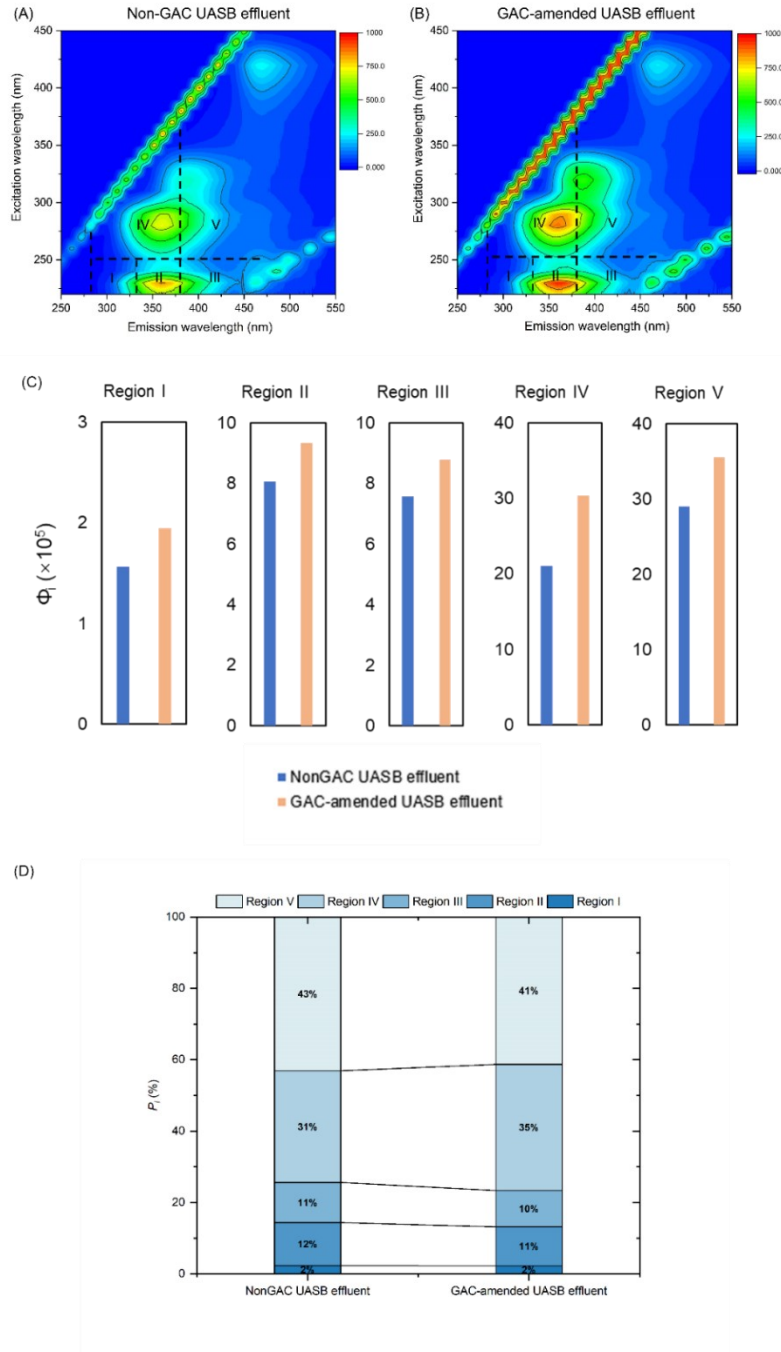 (A)
Non-GAC UASB effluent
Excitation wavelength (nm)
450
400
350
300
250
IV
V
I
II
III
250
300
350
400
450
500
550
Emission wavelength (nm)
1000
750.0
500.0
250.0
0.000
(B)
GAC-amended UASB effluent
Excitation wavelength (nm)
450
400
350
300
250
IV
V
I
II
III
250
300
350
400
450
500
550
Emission wavelength (nm)
1000
750.0
500.0
250.0
0.000
(C)
Region I
Region II
Region III
Region IV
Region V
Φi (×10⁵)
3
2
1
0
10
8
6
4
2
0
10
8
6
4
2
0
40
30
20
10
0
40
30
20
10
0
NonGAC UASB effluent
GAC-amended UASB effluent
(D)
Region V
Region IV
Region III
Region II
Region I
Pi (%)
100
80
60
40
20
0
43%
31%
11%
12%
2%
41%
35%
10%
11%
2%
NonGAC UASB effluent
GAC-amended UASB effluent